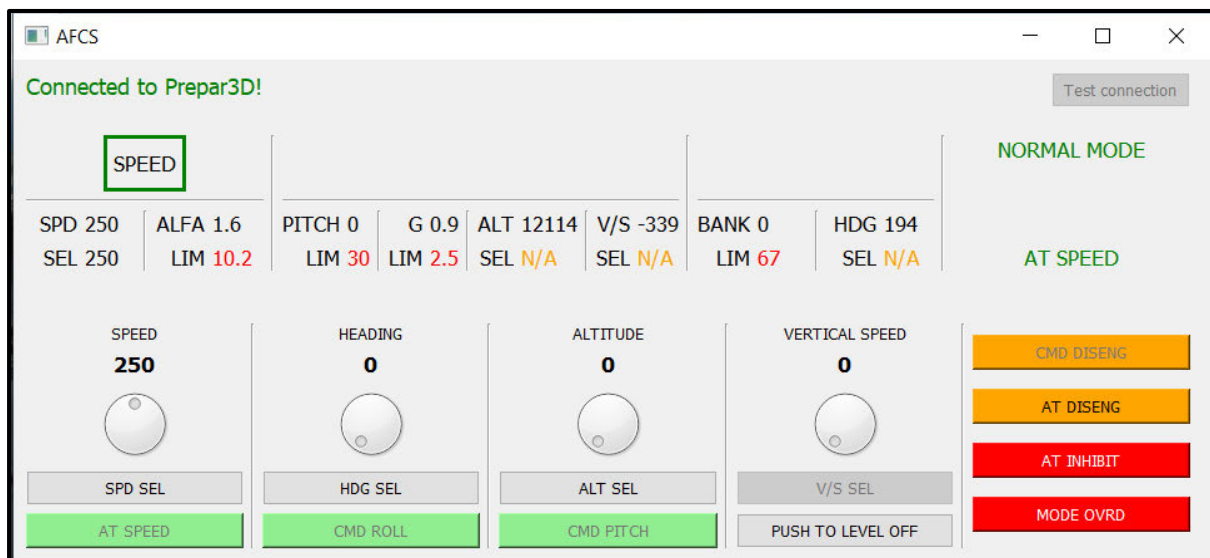 AFCS
Connected to Prepar3D!
Test connection
SPEED
NORMAL MODE
SPD 250 ALFA 1.6 PITCH 0 G 0.9 ALT 12114 V/S -339 BANK 0 HDG 194
SEL 250 LIM 10.2 LIM 30 LIM 2.5 SEL N/A SEL N/A LIM 67 SEL N/A
AT SPEED
SPEED HEADING ALTITUDE VERTICAL SPEED
250 0 0 0
CMD DISENG
AT DISENG
AT INHIBIT
SPD SEL HDG SEL ALT SEL V/S SEL
MODE OVRD
AT SPEED CMD ROLL CMD PITCH PUSH TO LEVEL OFF